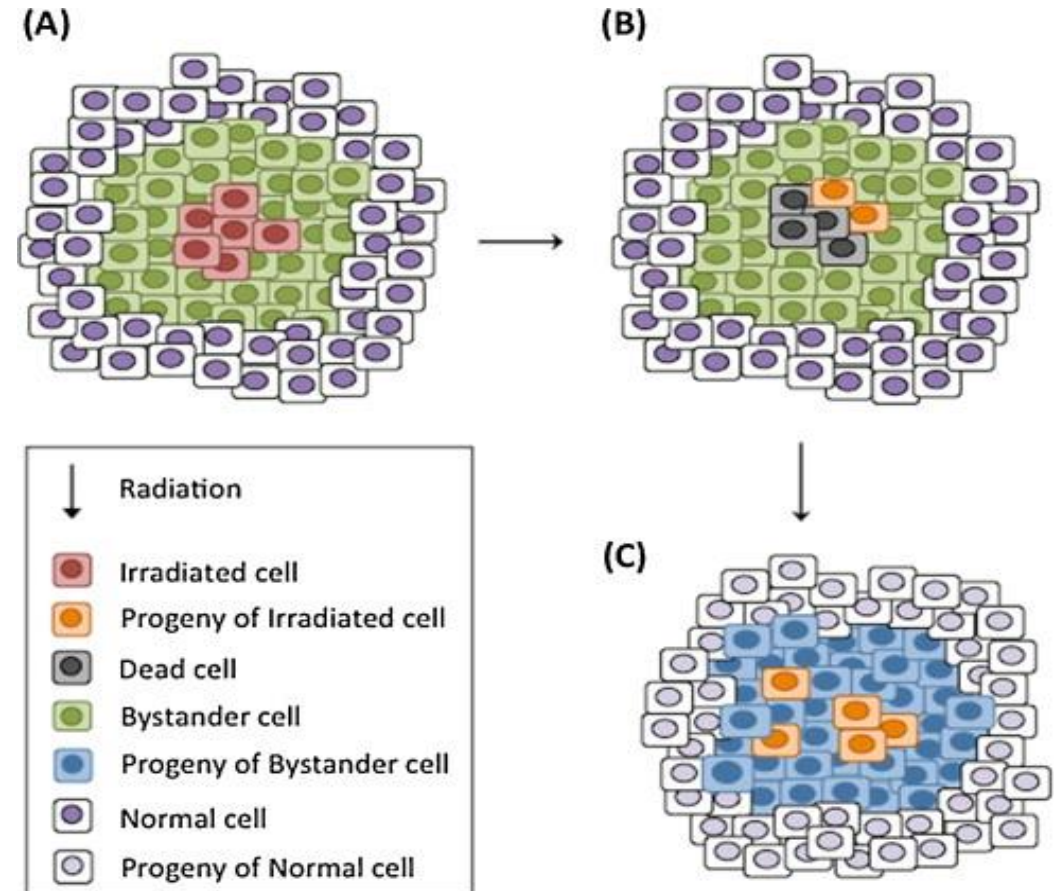 (A)
(B)
Radiation
Irradiated cell
Progeny of Irradiated cell
Dead cell
Bystander cell
Progeny of Bystander cell
Normal cell
Progeny of Normal cell
(C)